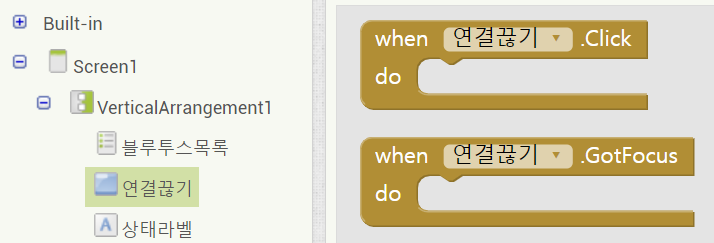 Built-in
Screen1
VerticalArrangement1
블루투스목록
연결끊기
상태라벨
when 연결끊기 .Click
do
when 연결끊기 .GotFocus
do